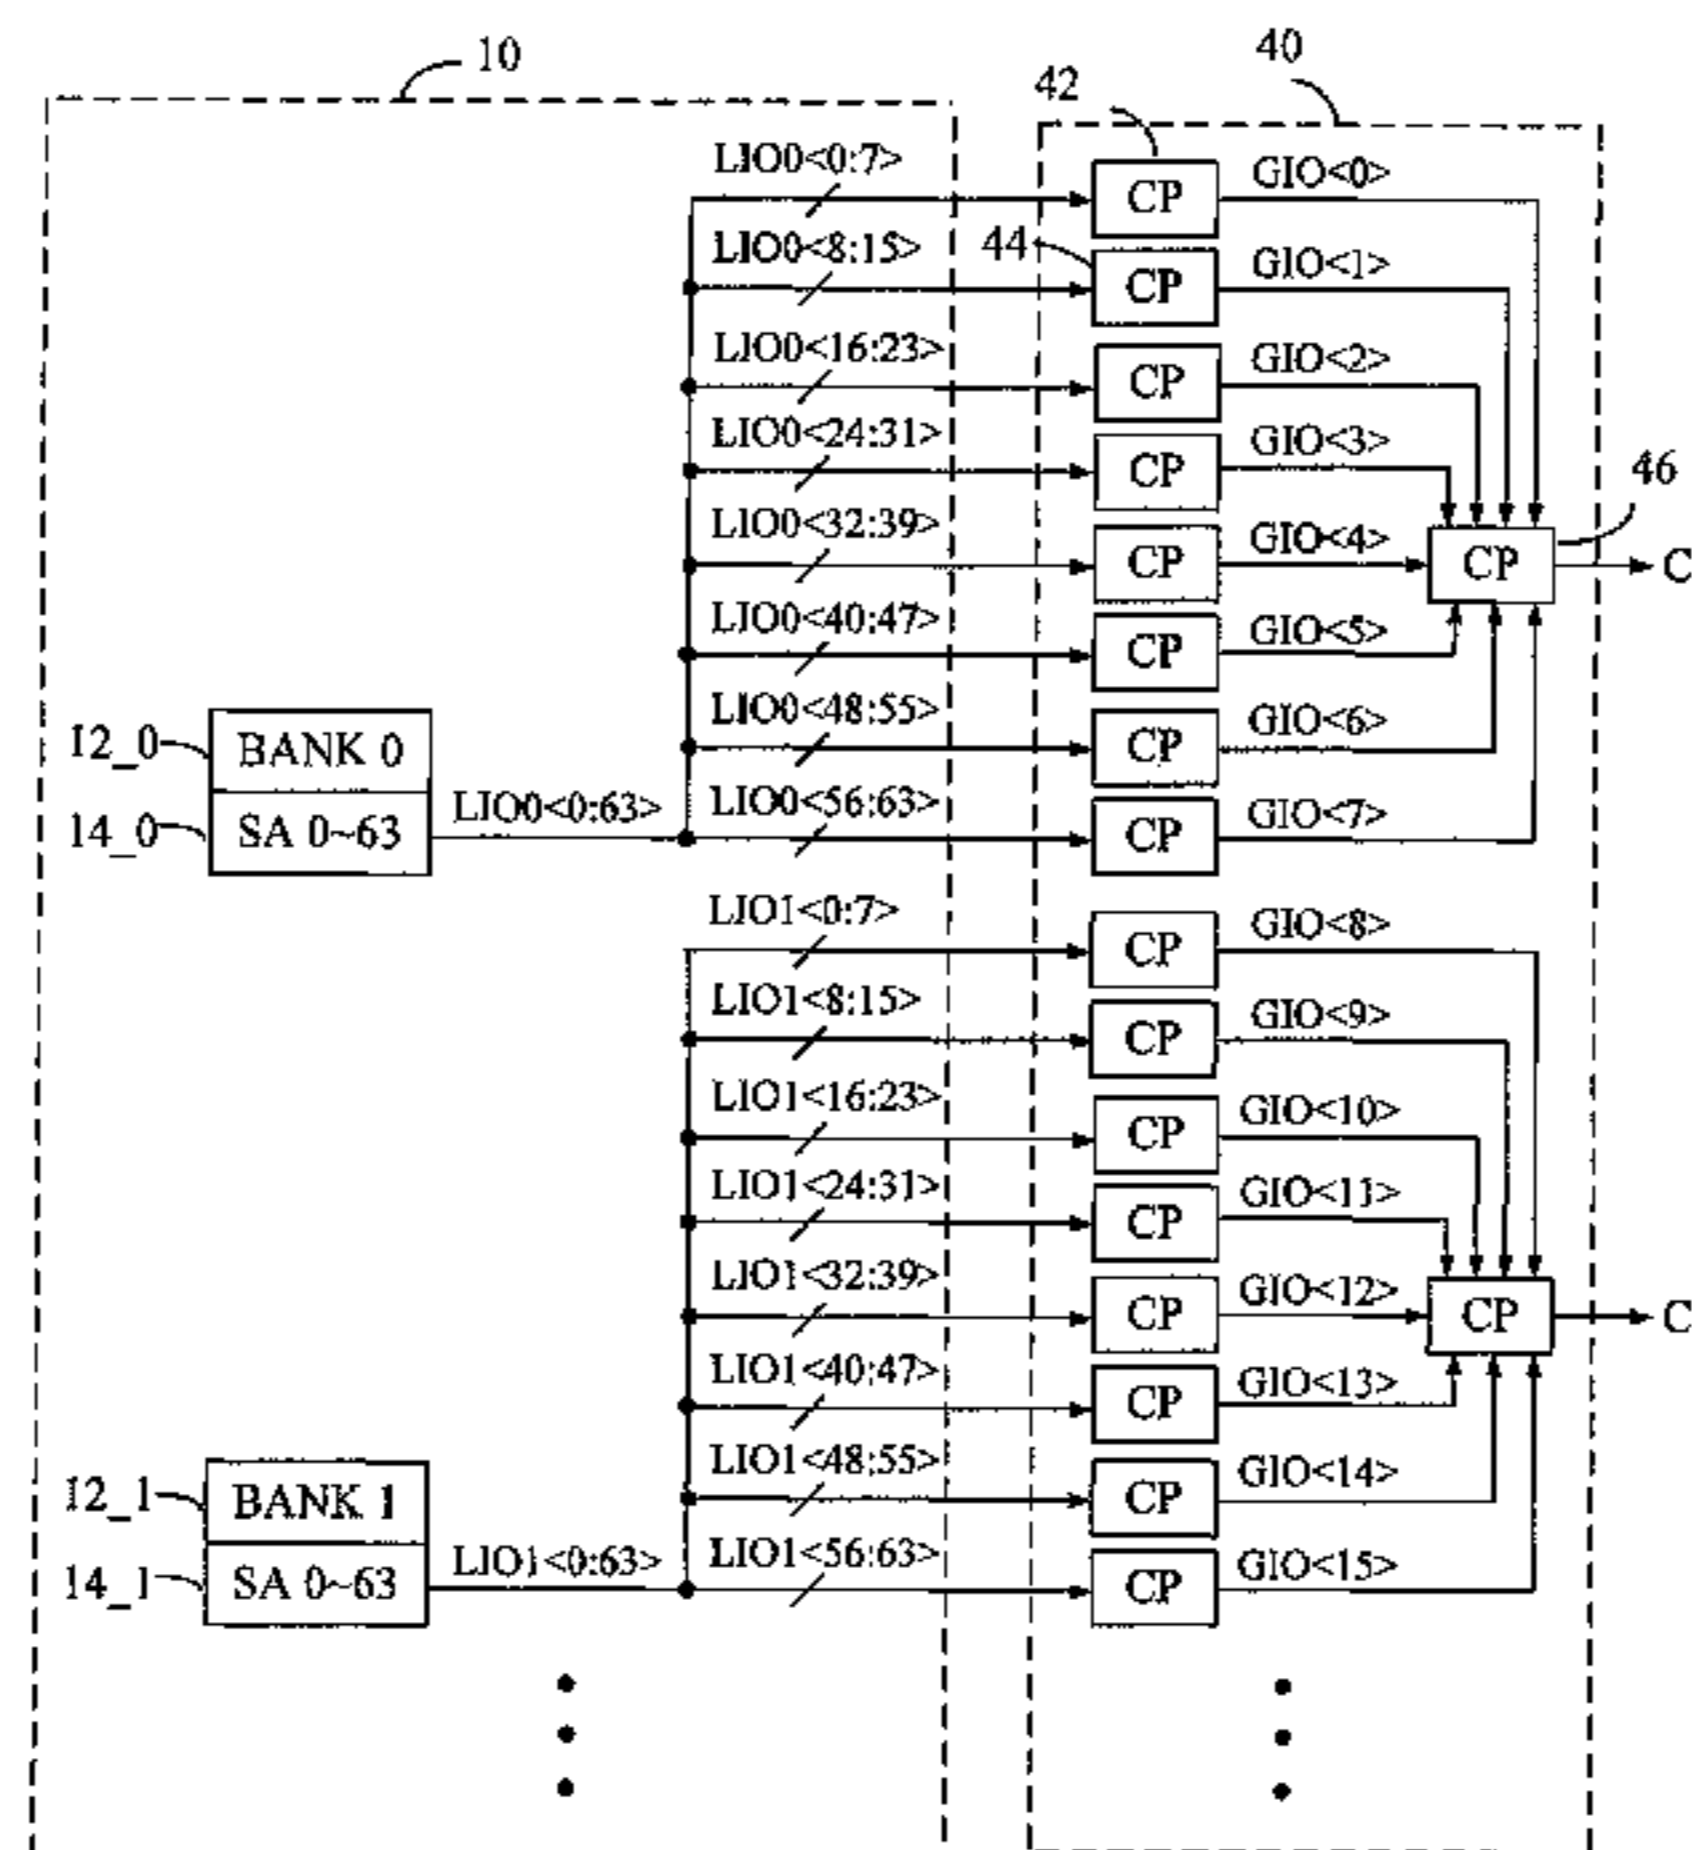 10
40
42
LIO0<0:7>
CP
GIO<0>
44
LIO0<8:15>
CP
GIO<1>
LIO0<16:23>
CP
GIO<2>
LIO0<24:31>
CP
GIO<3>
46
LIO0<32:39>
CP
GIO<4>
CP
C
LIO0<40:47>
CP
GIO<5>
12_0
BANK 0
LIO0<48:55>
CP
GIO<6>
14_0
SA 0~63
LIO0<0:63>
LIO0<56:63>
CP
GIO<7>
LIO1<0:7>
CP
GIO<8>
LIO1<8:15>
CP
GIO<9>
LIO1<16:23>
CP
GIO<10>
LIO1<24:31>
CP
GIO<11>
LIO1<32:39>
CP
GIO<12>
CP
C
LIO1<40:47>
CP
GIO<13>
12_1
BANK 1
LIO1<48:55>
CP
GIO<14>
14_1
SA 0~63
LIO1<0:63>
LIO1<56:63>
CP
GIO<15>